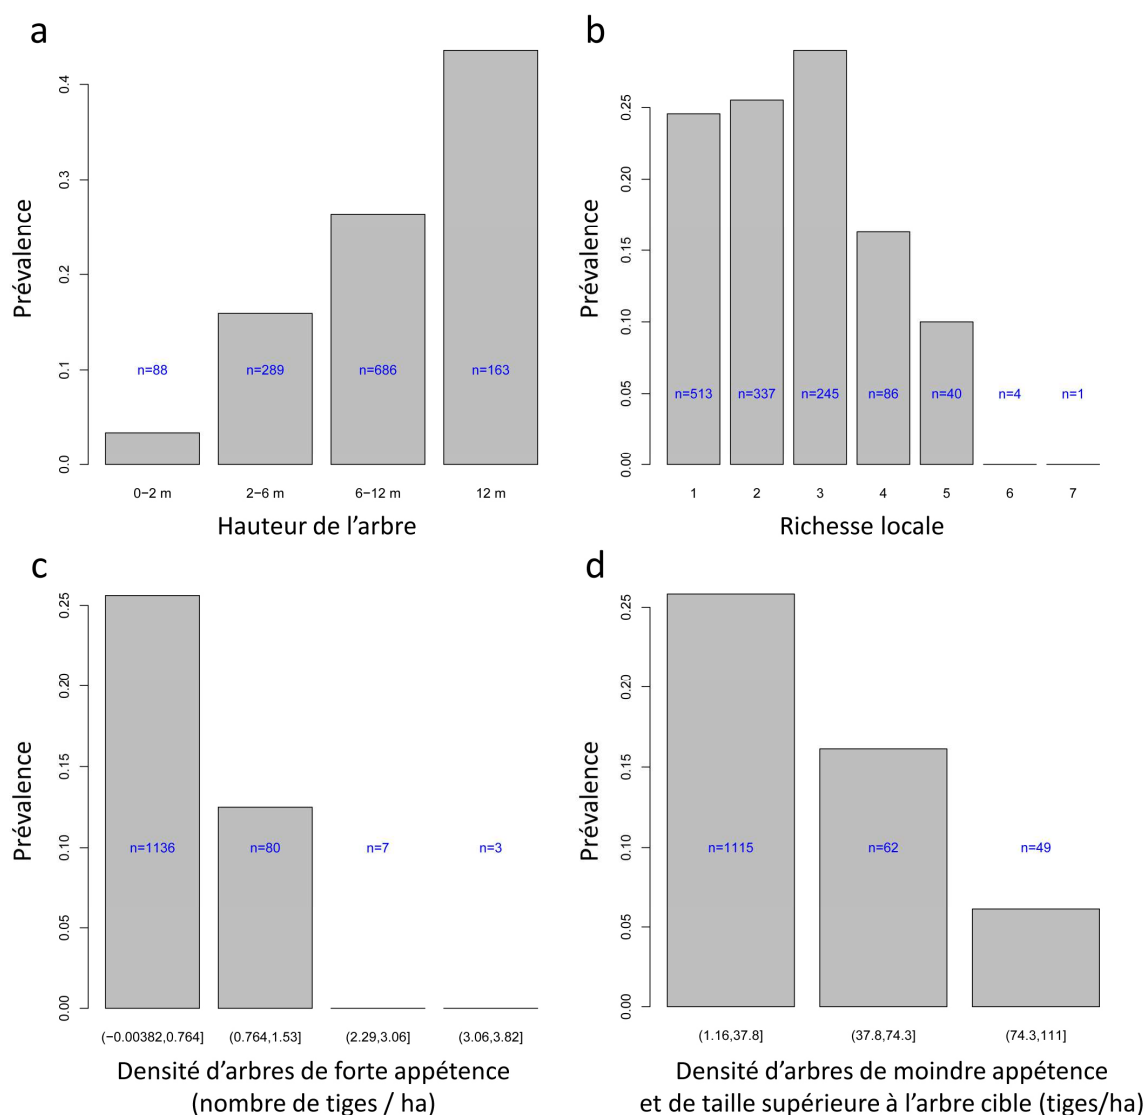 a
Prévalence
0.0
0.1
0.2
0.3
0.4
n=88
n=289
n=686
n=163
0−2 m
2−6 m
6−12 m
12 m
Hauteur de l’arbre
b
Prévalence
0.00
0.05
0.10
0.15
0.20
0.25
n=513
n=337
n=245
n=86
n=40
n=4
n=1
1
2
3
4
5
6
7
Richesse locale
c
Prévalence
0.00
0.05
0.10
0.15
0.20
0.25
n=1136
n=80
n=7
n=3
(−0.00382,0.764]
(0.764,1.53]
(2.29,3.06]
(3.06,3.82]
Densité d’arbres de forte appétence
(nombre de tiges / ha)
d
Prévalence
0.00
0.05
0.10
0.15
0.20
0.25
n=1115
n=62
n=49
(1.16,37.8]
(37.8,74.3]
(74.3,111]
Densité d’arbres de moindre appétence
et de taille supérieure à l’arbre cible (tiges/ha)